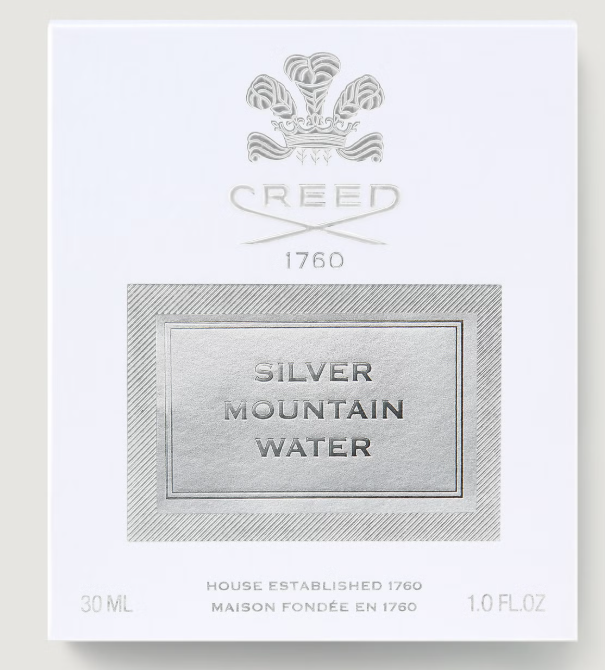 CREED
1760
SILVER
MOUNTAIN
WATER
HOUSE ESTABLISHED 1760
MAISON FONDÉE EN 1760
30 ML
1.0 FL.OZ